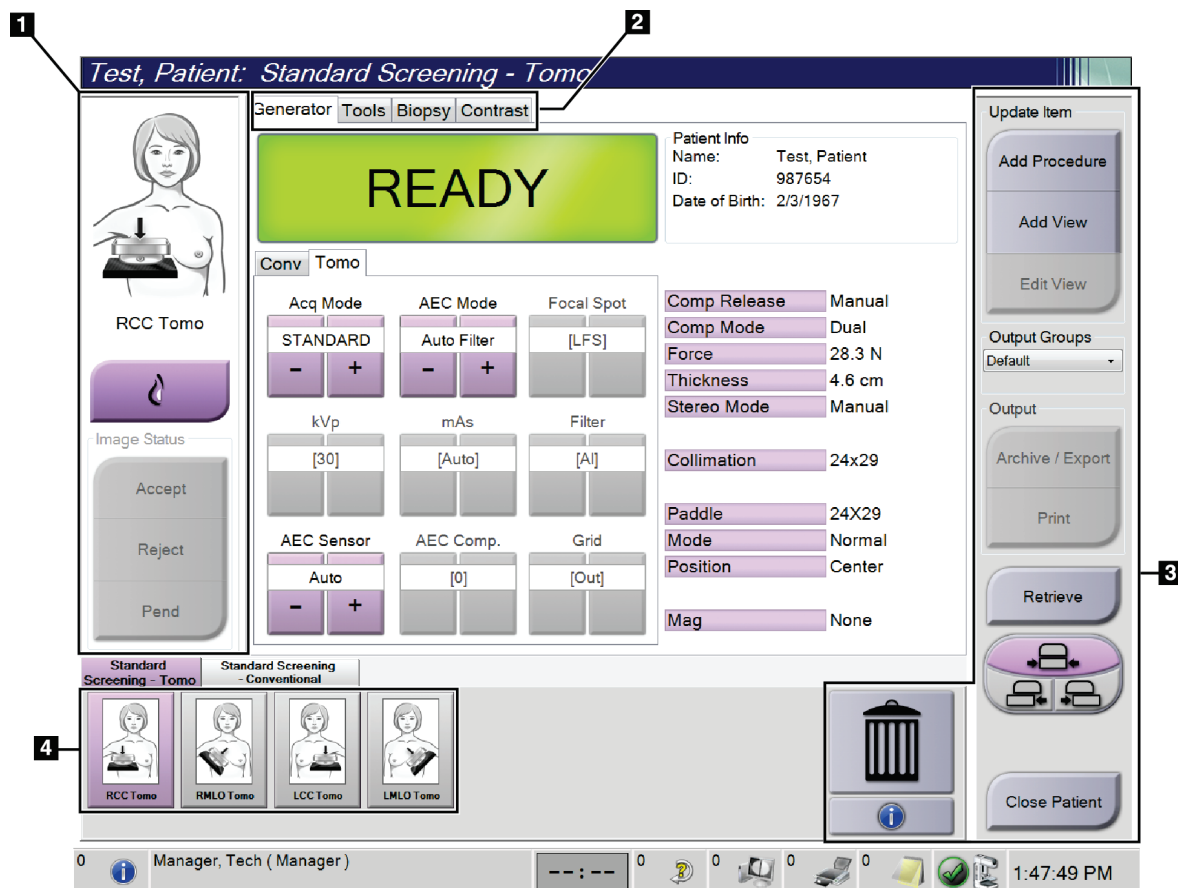 1
2
Test, Patient: Standard Screening - Tomo
Generator Tools Biopsy Contrast
READY
Patient Info
Name: Test, Patient
ID: 987654
Date of Birth: 2/3/1967
RCC Tomo
Image Status
Accept
Reject
Pend
Conv Tomo
Acq Mode AEC Mode Focal Spot
STANDARD Auto Filter [LFS]
- + - +
kVp mAs Filter
[30] [Auto] [Al]
AEC Sensor AEC Comp. Grid
Auto [0] [Out]
- +
Comp Release Manual
Comp Mode Dual
Force 28.3 N
Thickness 4.6 cm
Stereo Mode Manual
Collimation 24x29
Paddle 24X29
Mode Normal
Position Center
Mag None
Update Item
Add Procedure
Add View
Edit View
Output Groups
Default
Output
Archive / Export
Print
Retrieve
Close Patient
3
Standard
Screening - Tomo
Standard Screening
- Conventional
4
RCC Tomo RMLO Tomo LCC Tomo LMLO Tomo
i
0 i Manager, Tech ( Manager ) --:-- 0 ? 0 0 0 1:47:49 PM